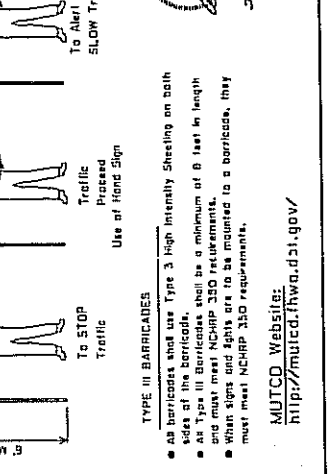 To Alert
SLOW Tr
Traffic
Proceed
Use of Hand Sign
To STOP
Traffic
TYPE III BARRICADES
● All barricades shall use Type 3 High Intensity Sheeting on both
sides of the barricade.
● All Type III Barricades shall be a minimum of 8 feet in length
and must meet NCHRP 350 requirements.
● When signs and lights are to be mounted to a barricade, they
must meet NCHRP 350 requirements.
MUTCD Website:
http://mutcd.fhwa.dot.gov/